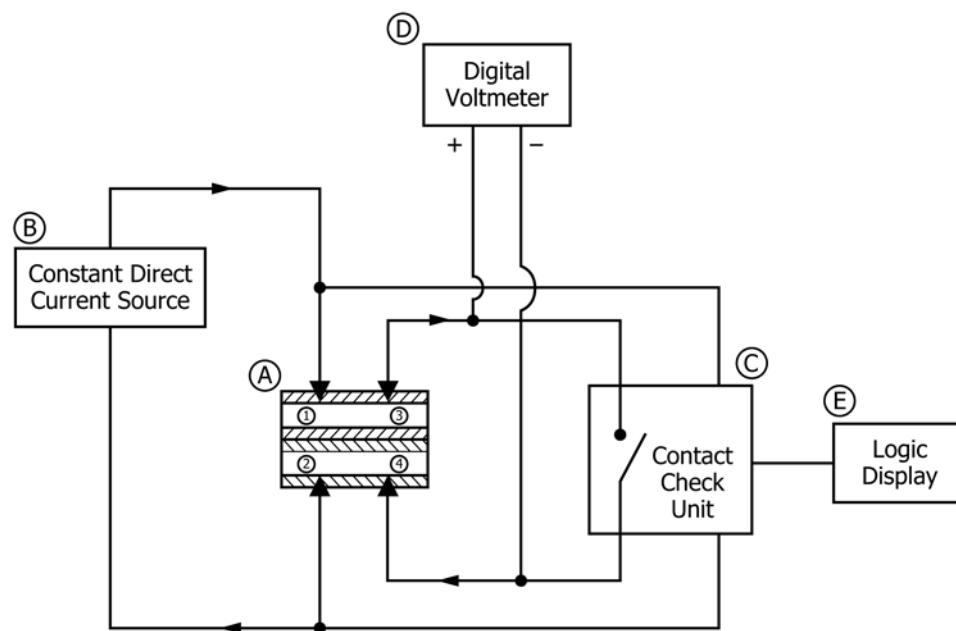 D
Digital
Voltmeter
+ −
B
Constant Direct
Current Source
A
1 3
2 4
C
Contact
Check
Unit
E
Logic
Display